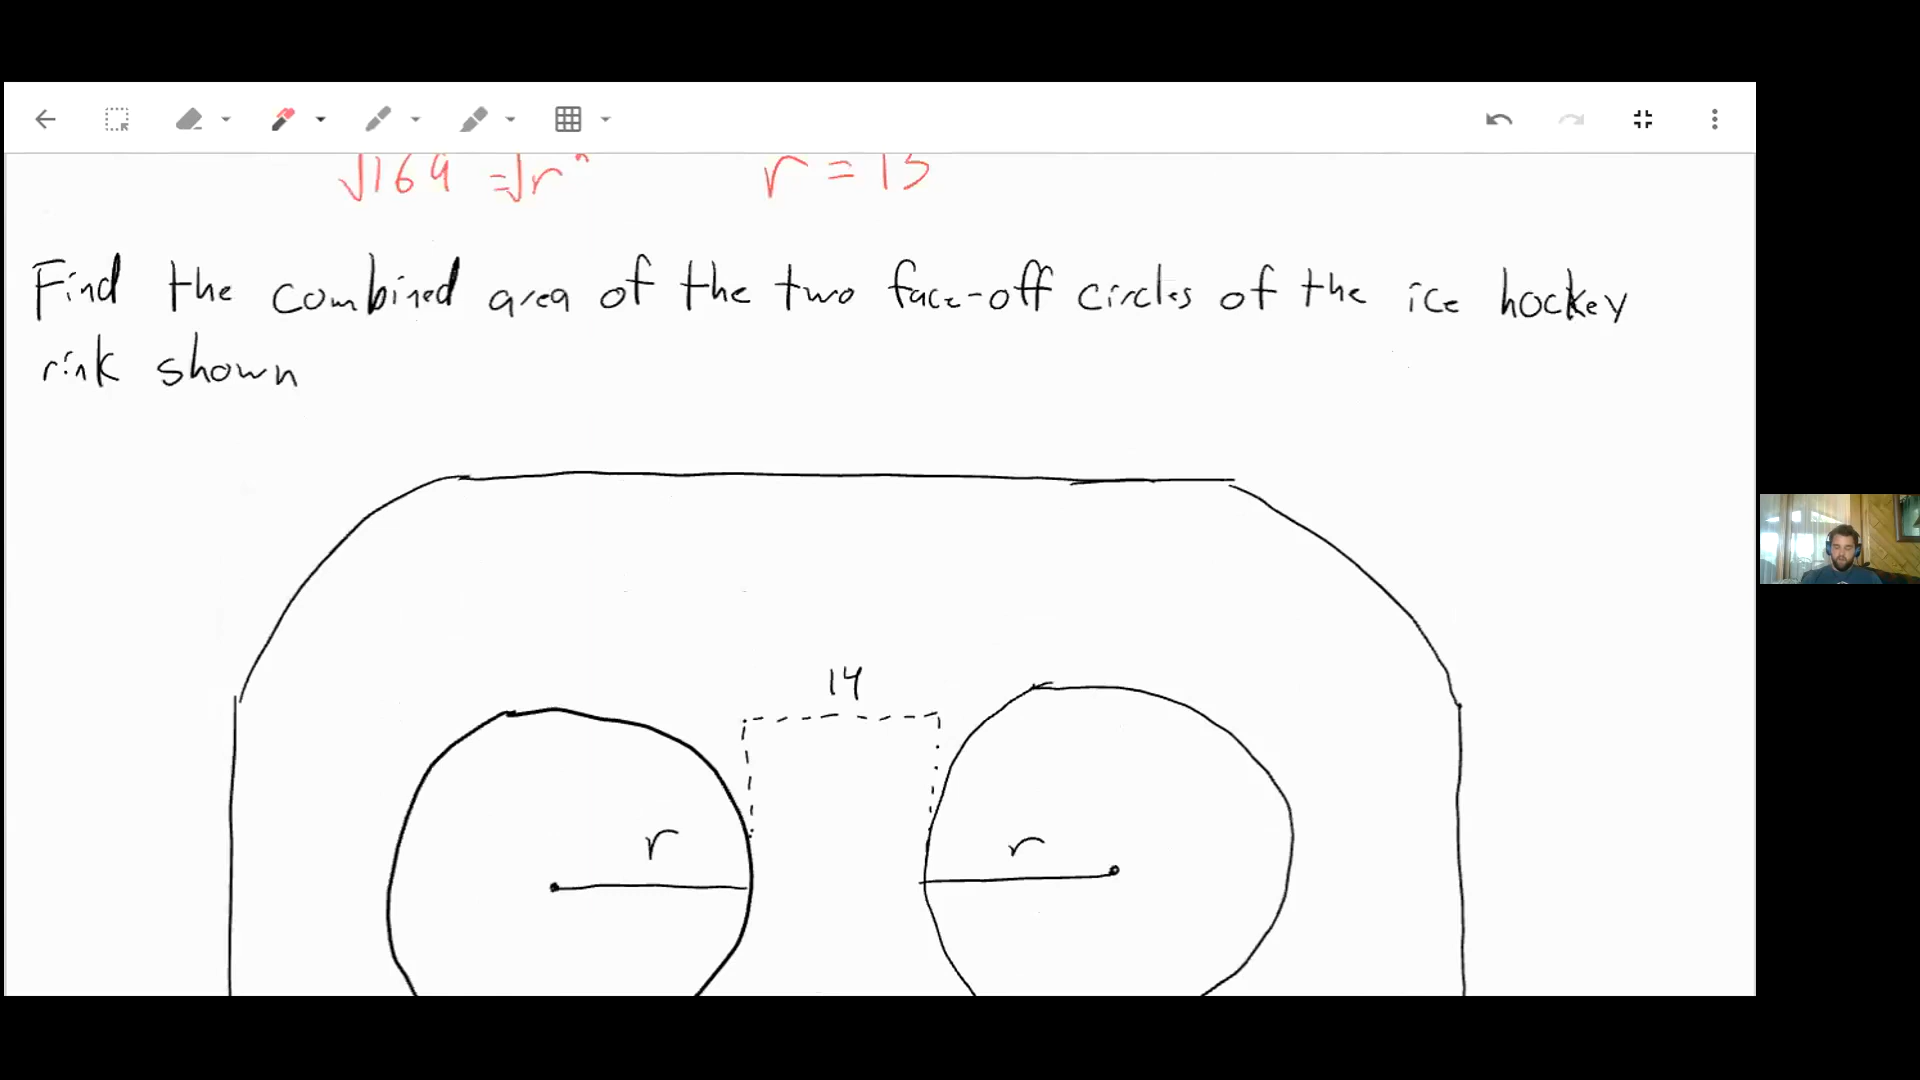 √169 = √r² r = 13
Find the combined area of the two face-off circles of the ice hockey
rink shown
14
r r